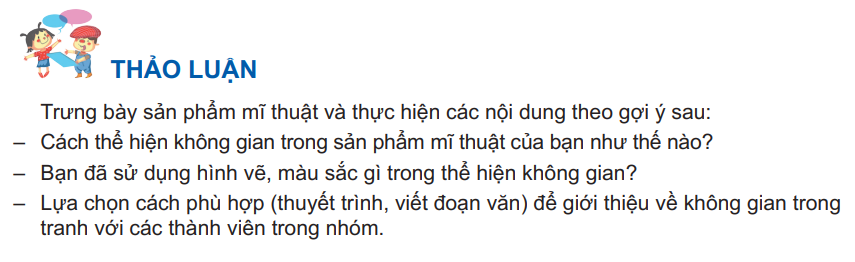 THẢO LUẬN
Trưng bày sản phẩm mĩ thuật và thực hiện các nội dung theo gợi ý sau:
– Cách thể hiện không gian trong sản phẩm mĩ thuật của bạn như thế nào?
– Bạn đã sử dụng hình vẽ, màu sắc gì trong thể hiện không gian?
– Lựa chọn cách phù hợp (thuyết trình, viết đoạn văn) để giới thiệu về không gian trong
tranh với các thành viên trong nhóm.